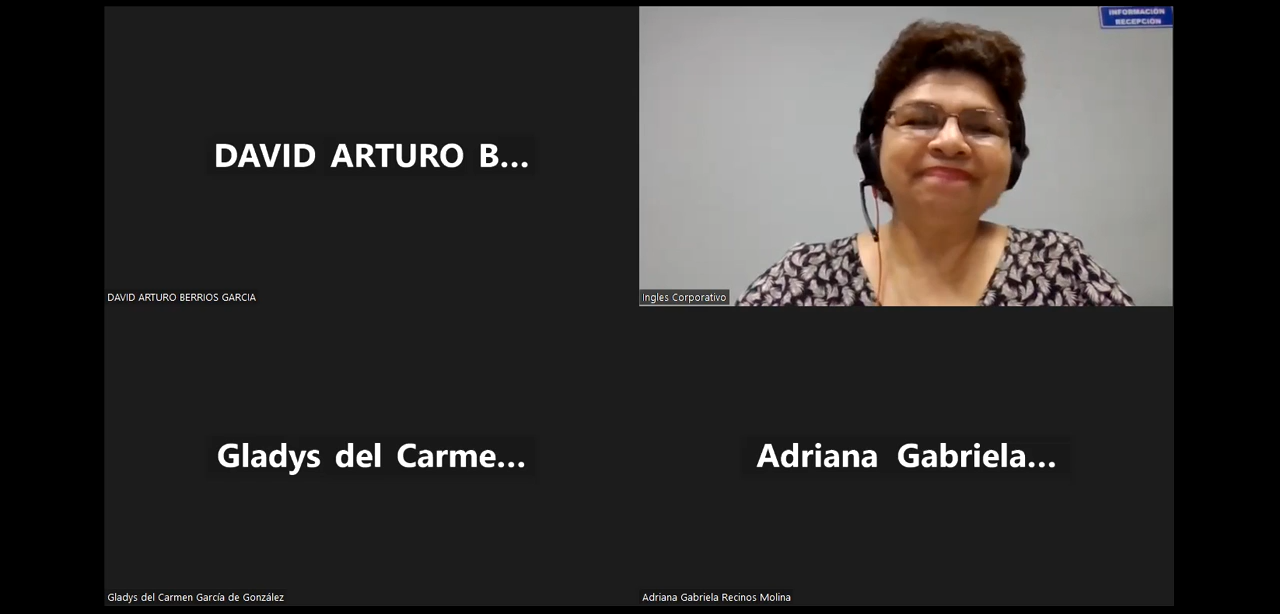 DAVID ARTURO B...
DAVID ARTURO BERRIOS GARCIA
INFORMACIÓN
RECEPCIÓN
Ingles Corporativo
Gladys del Carme...
Gladys del Carmen García de González
Adriana Gabriela...
Adriana Gabriela Recinos Molina